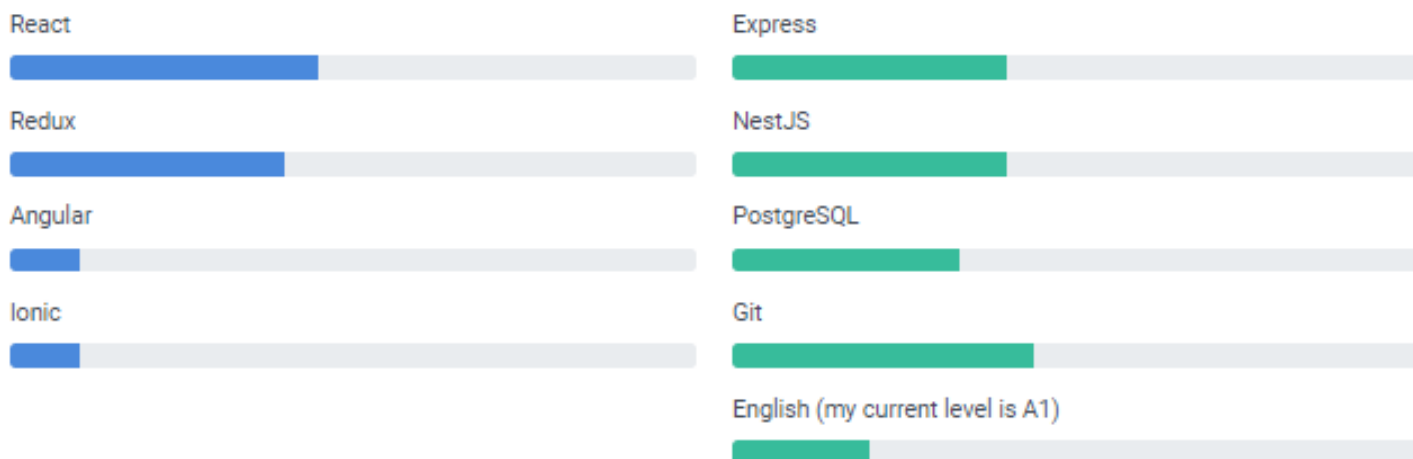 React
Redux
Angular
Ionic
Express
NestJS
PostgreSQL
Git
English (my current level is A1)